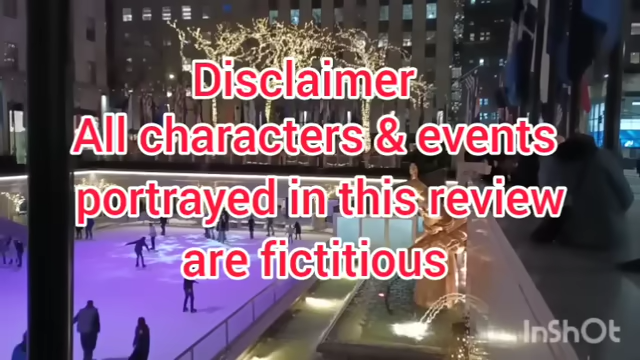 Disclaimer
All characters & events
portrayed in this review
are fictitious
InShOt